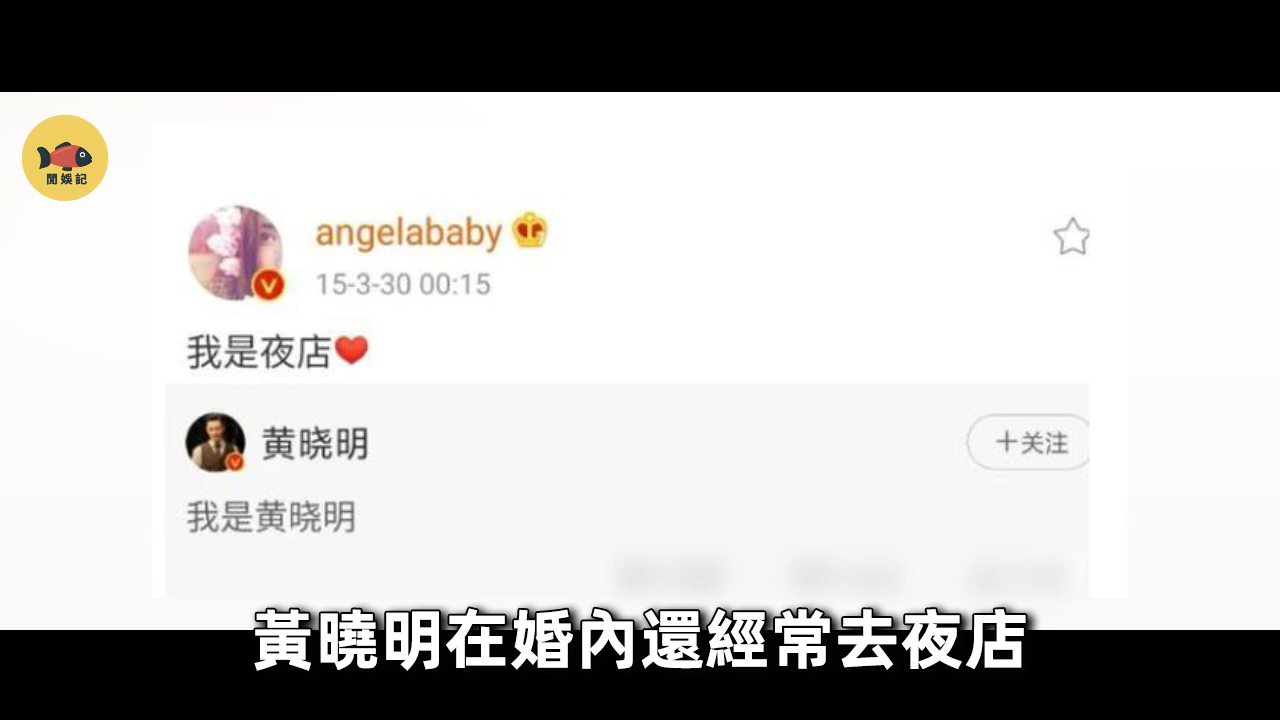 閒娛記
angelababy
15-3-30 00:15
我是夜店❤
黄晓明
+关注
我是黄晓明
黃曉明在婚內還經常去夜店